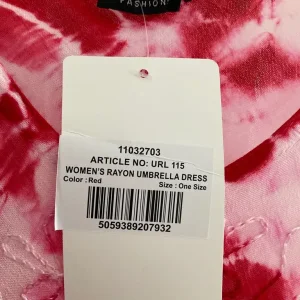 FASHION
11032703
ARTICLE NO: URL 115
WOMEN'S RAYON UMBRELLA DRESS
Color : Red Size : One Size
5059389207932